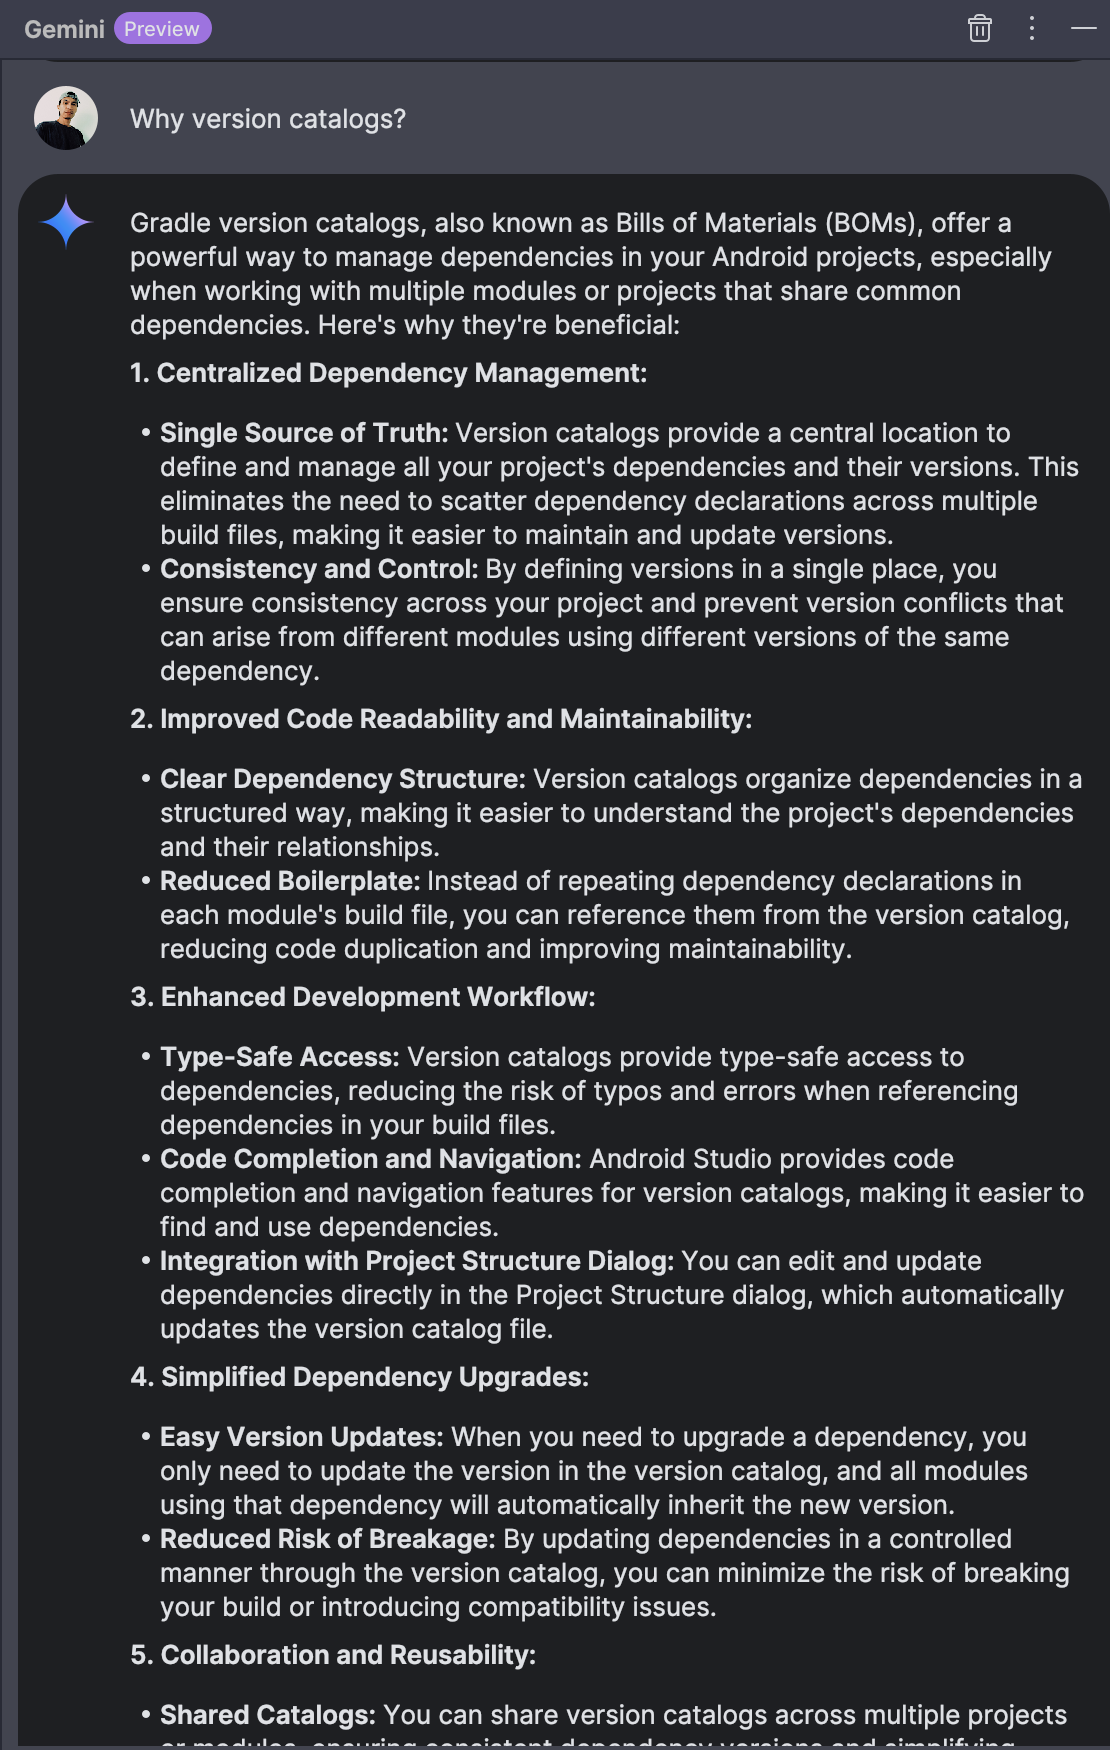 Gemini Preview
Why version catalogs?
Gradle version catalogs, also known as Bills of Materials (BOMs), offer a
powerful way to manage dependencies in your Android projects, especially
when working with multiple modules or projects that share common
dependencies. Here's why they're beneficial:
1. Centralized Dependency Management:
• Single Source of Truth: Version catalogs provide a central location to
define and manage all your project's dependencies and their versions. This
eliminates the need to scatter dependency declarations across multiple
build files, making it easier to maintain and update versions.
• Consistency and Control: By defining versions in a single place, you
ensure consistency across your project and prevent version conflicts that
can arise from different modules using different versions of the same
dependency.
2. Improved Code Readability and Maintainability:
• Clear Dependency Structure: Version catalogs organize dependencies in a
structured way, making it easier to understand the project's dependencies
and their relationships.
• Reduced Boilerplate: Instead of repeating dependency declarations in
each module's build file, you can reference them from the version catalog,
reducing code duplication and improving maintainability.
3. Enhanced Development Workflow:
• Type-Safe Access: Version catalogs provide type-safe access to
dependencies, reducing the risk of typos and errors when referencing
dependencies in your build files.
• Code Completion and Navigation: Android Studio provides code
completion and navigation features for version catalogs, making it easier to
find and use dependencies.
• Integration with Project Structure Dialog: You can edit and update
dependencies directly in the Project Structure dialog, which automatically
updates the version catalog file.
4. Simplified Dependency Upgrades:
• Easy Version Updates: When you need to upgrade a dependency, you
only need to update the version in the version catalog, and all modules
using that dependency will automatically inherit the new version.
• Reduced Risk of Breakage: By updating dependencies in a controlled
manner through the version catalog, you can minimize the risk of breaking
your build or introducing compatibility issues.
5. Collaboration and Reusability:
• Shared Catalogs: You can share version catalogs across multiple projects
or modules, ensuring consistent dependency versions and simplifying